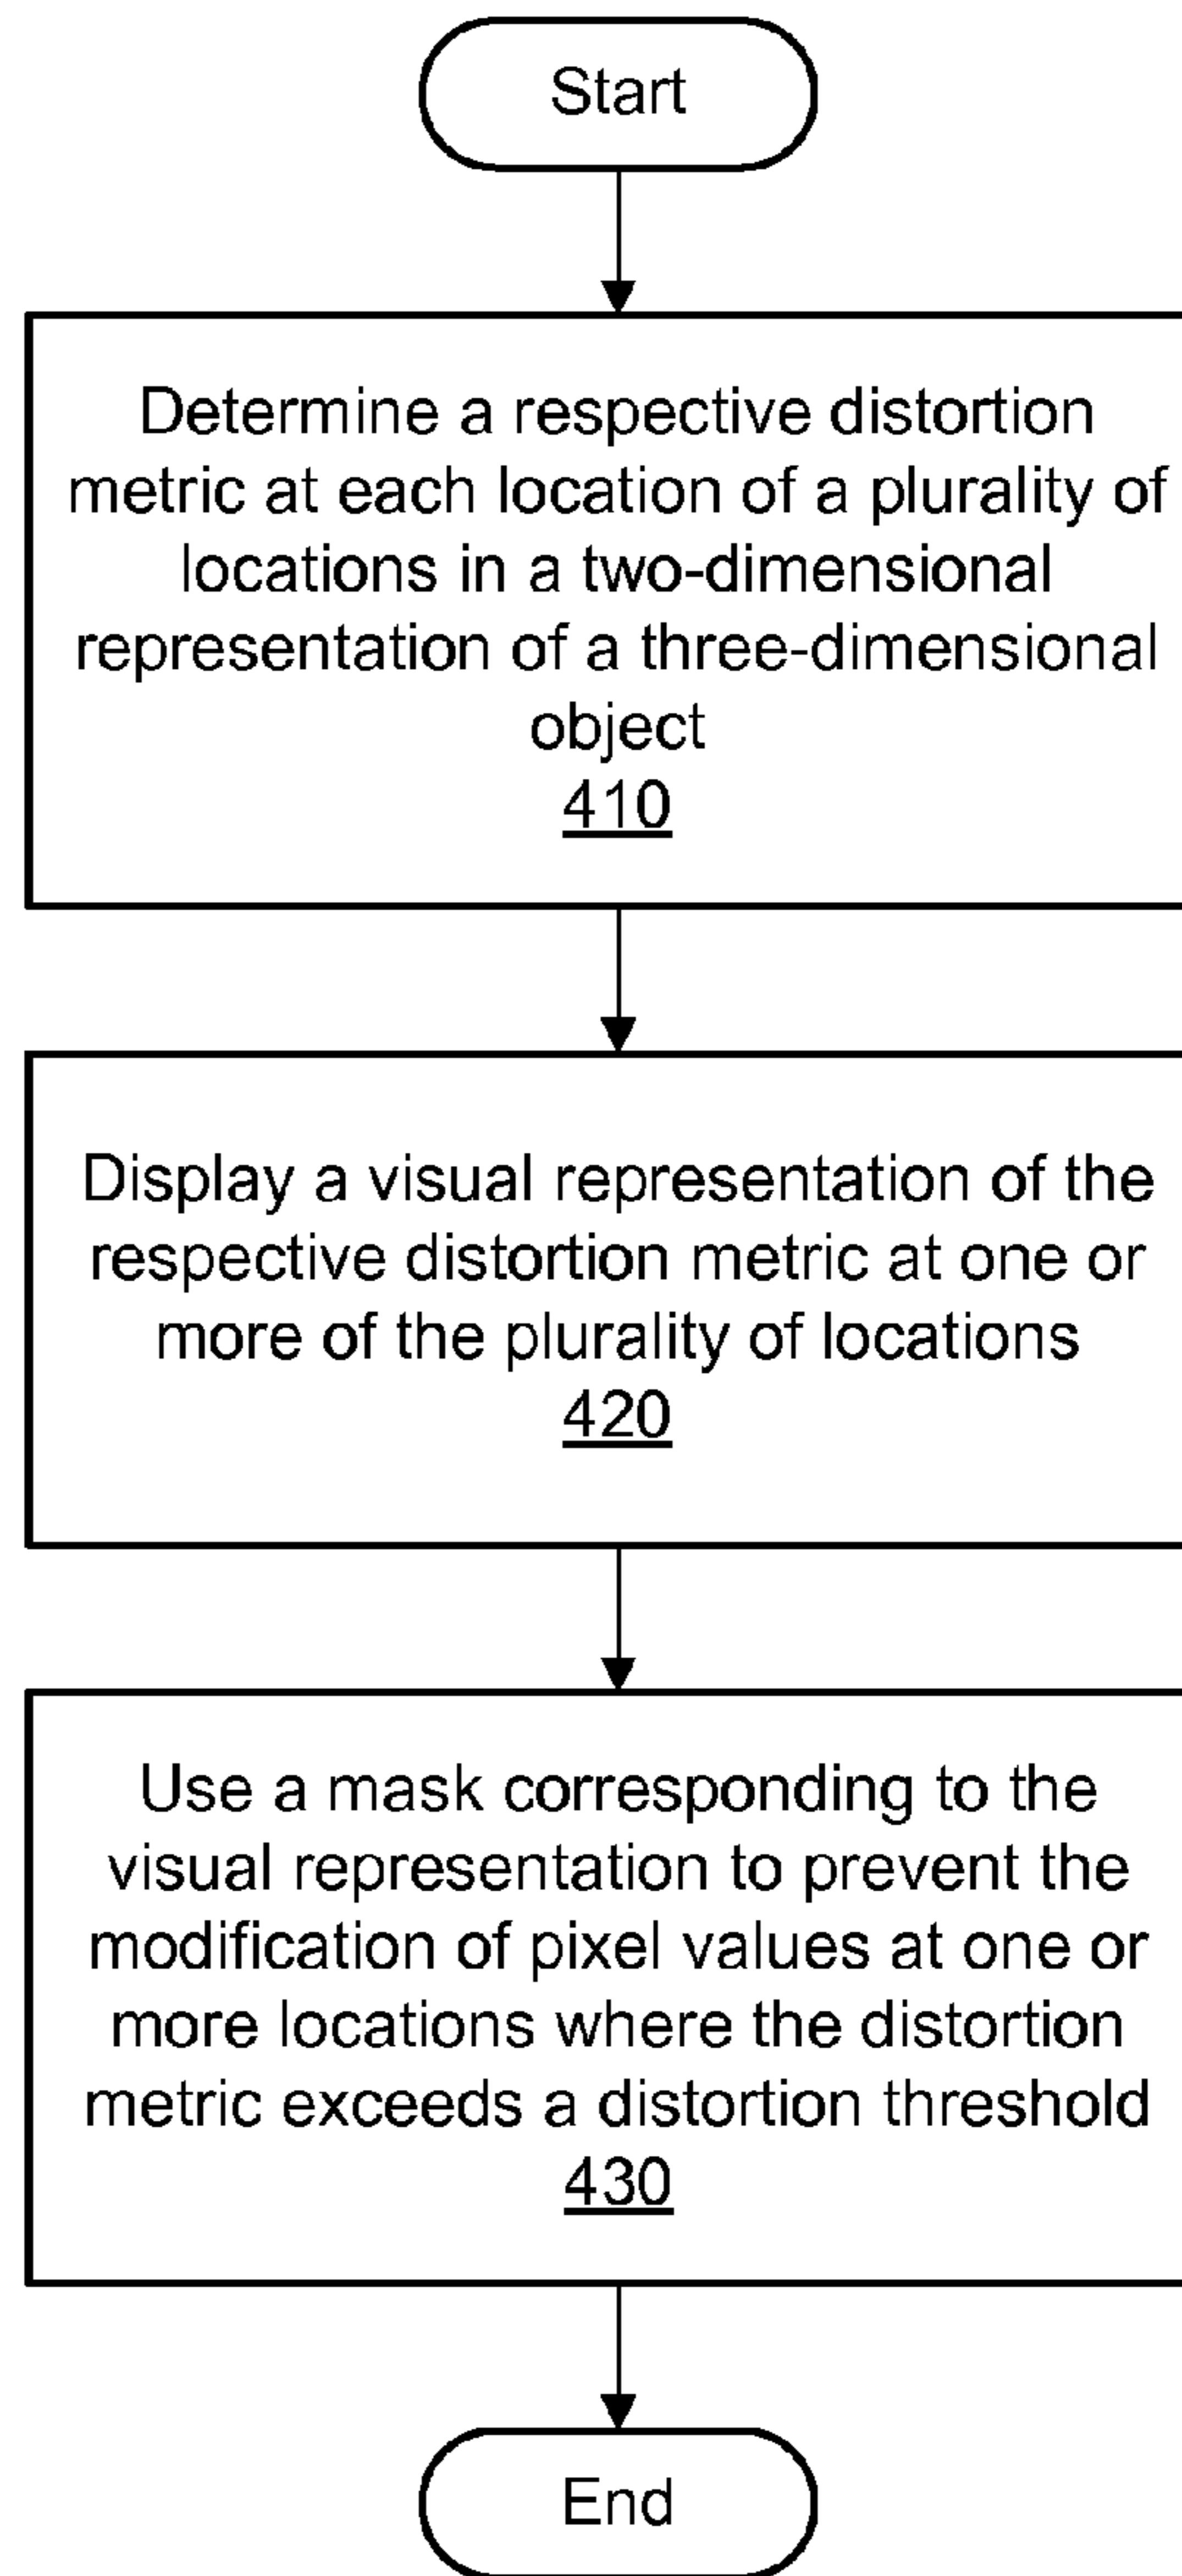 Start
Determine a respective distortion
metric at each location of a plurality of
locations in a two-dimensional
representation of a three-dimensional
object
410
Display a visual representation of the
respective distortion metric at one or
more of the plurality of locations
420
Use a mask corresponding to the
visual representation to prevent the
modification of pixel values at one or
more locations where the distortion
metric exceeds a distortion threshold
430
End